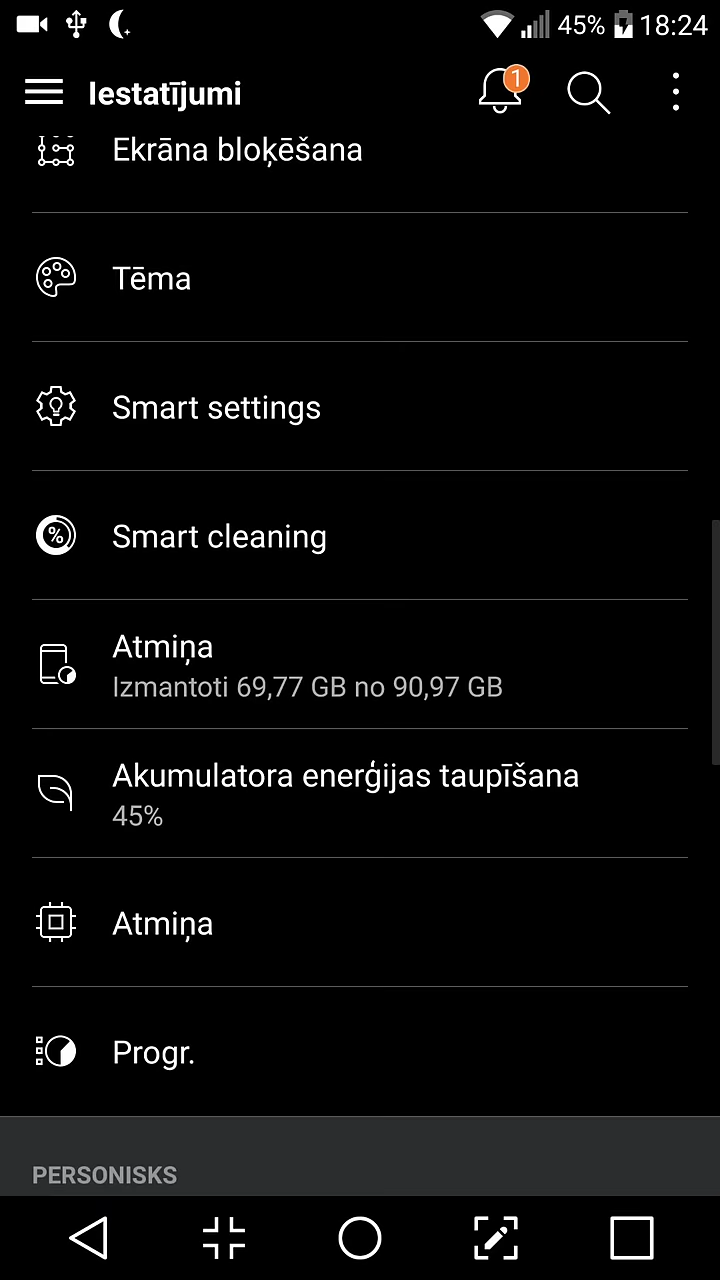 45% 18:24
Iestatījumi 1
Ekrāna bloķēšana
Tēma
Smart settings
% Smart cleaning
Atmiņa
Izmantoti 69,77 GB no 90,97 GB
Akumulatora enerģijas taupīšana
45%
Atmiņa
Progr.
PERSONISKS